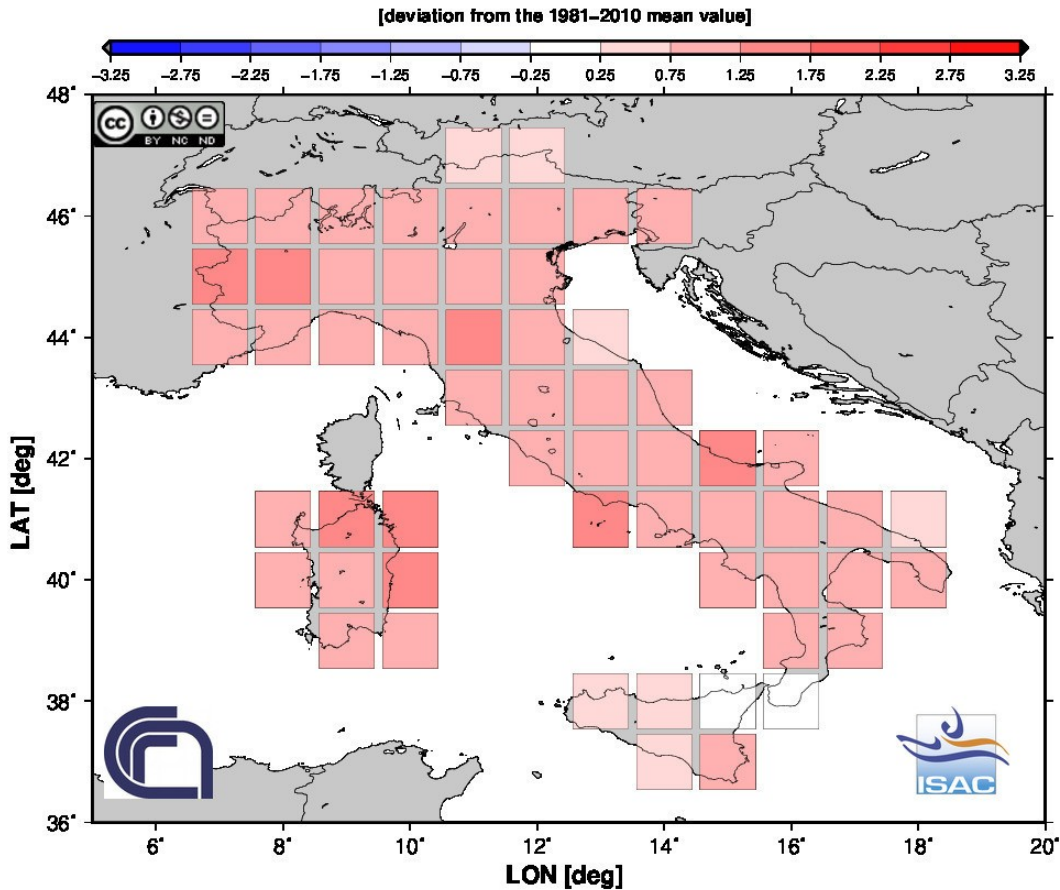 [deviation from the 1981−2010 mean value]
−3.25 −2.75 −2.25 −1.75 −1.25 −0.75 −0.25 0.25 0.75 1.25 1.75 2.25 2.75 3.25
48°
cc
BY NC ND
46°
44°
42°
LAT [deg]
40°
38°
ISAC
36°
6° 8° 10° 12° 14° 16° 18° 20°
LON [deg]